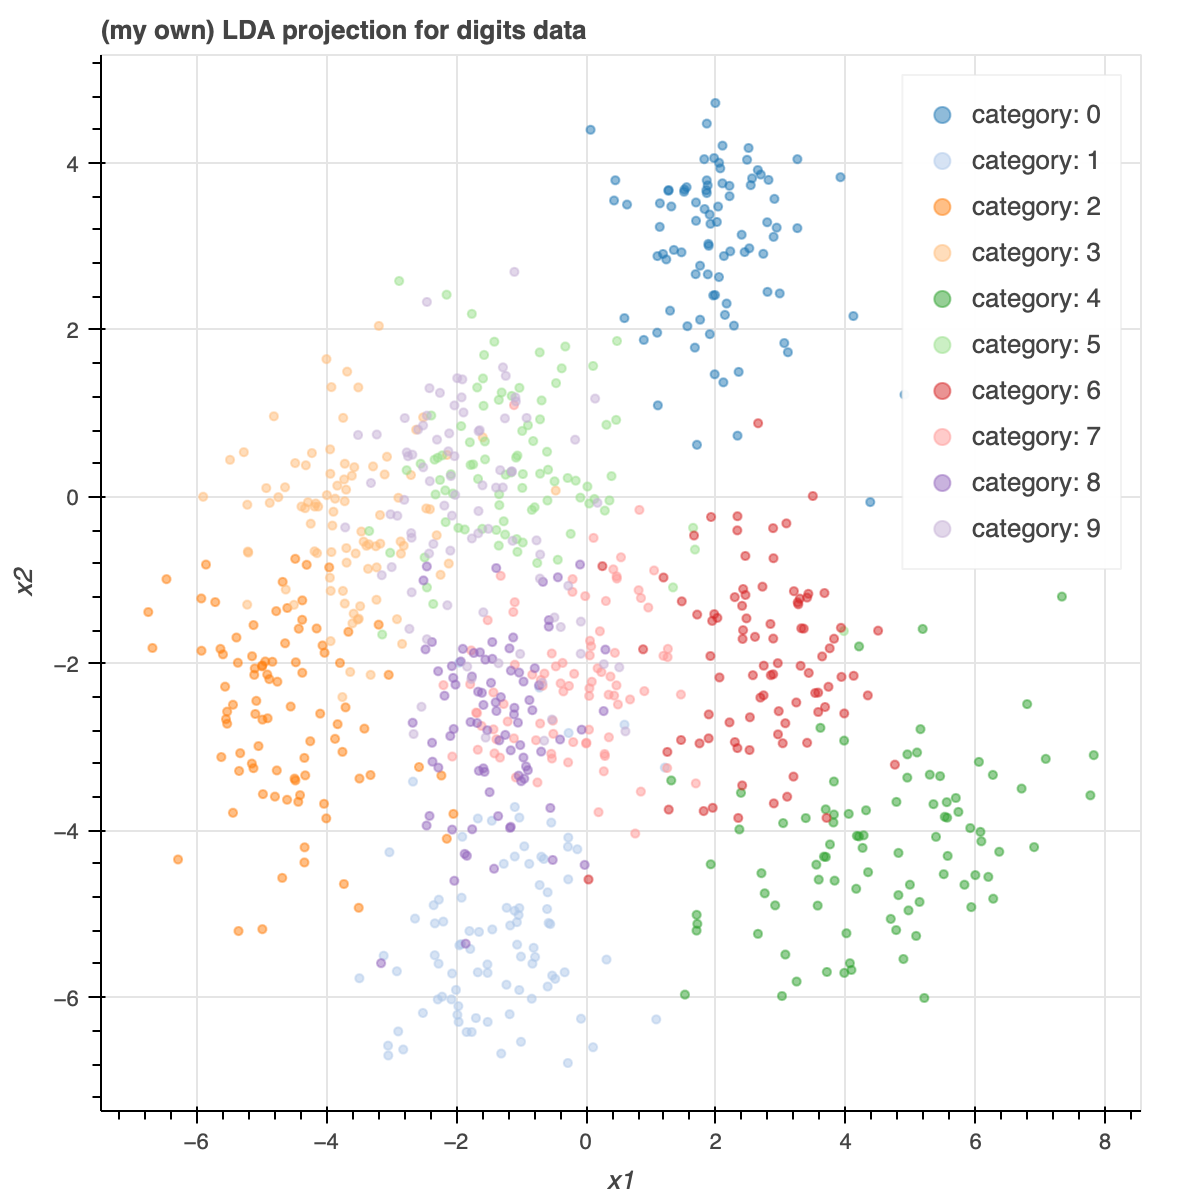 (my own) LDA projection for digits data
category: 0
category: 1
category: 2
category: 3
category: 4
category: 5
category: 6
category: 7
category: 8
category: 9
4
2
0
−2
−4
−6
x2
−6 −4 −2 0 2 4 6 8
x1